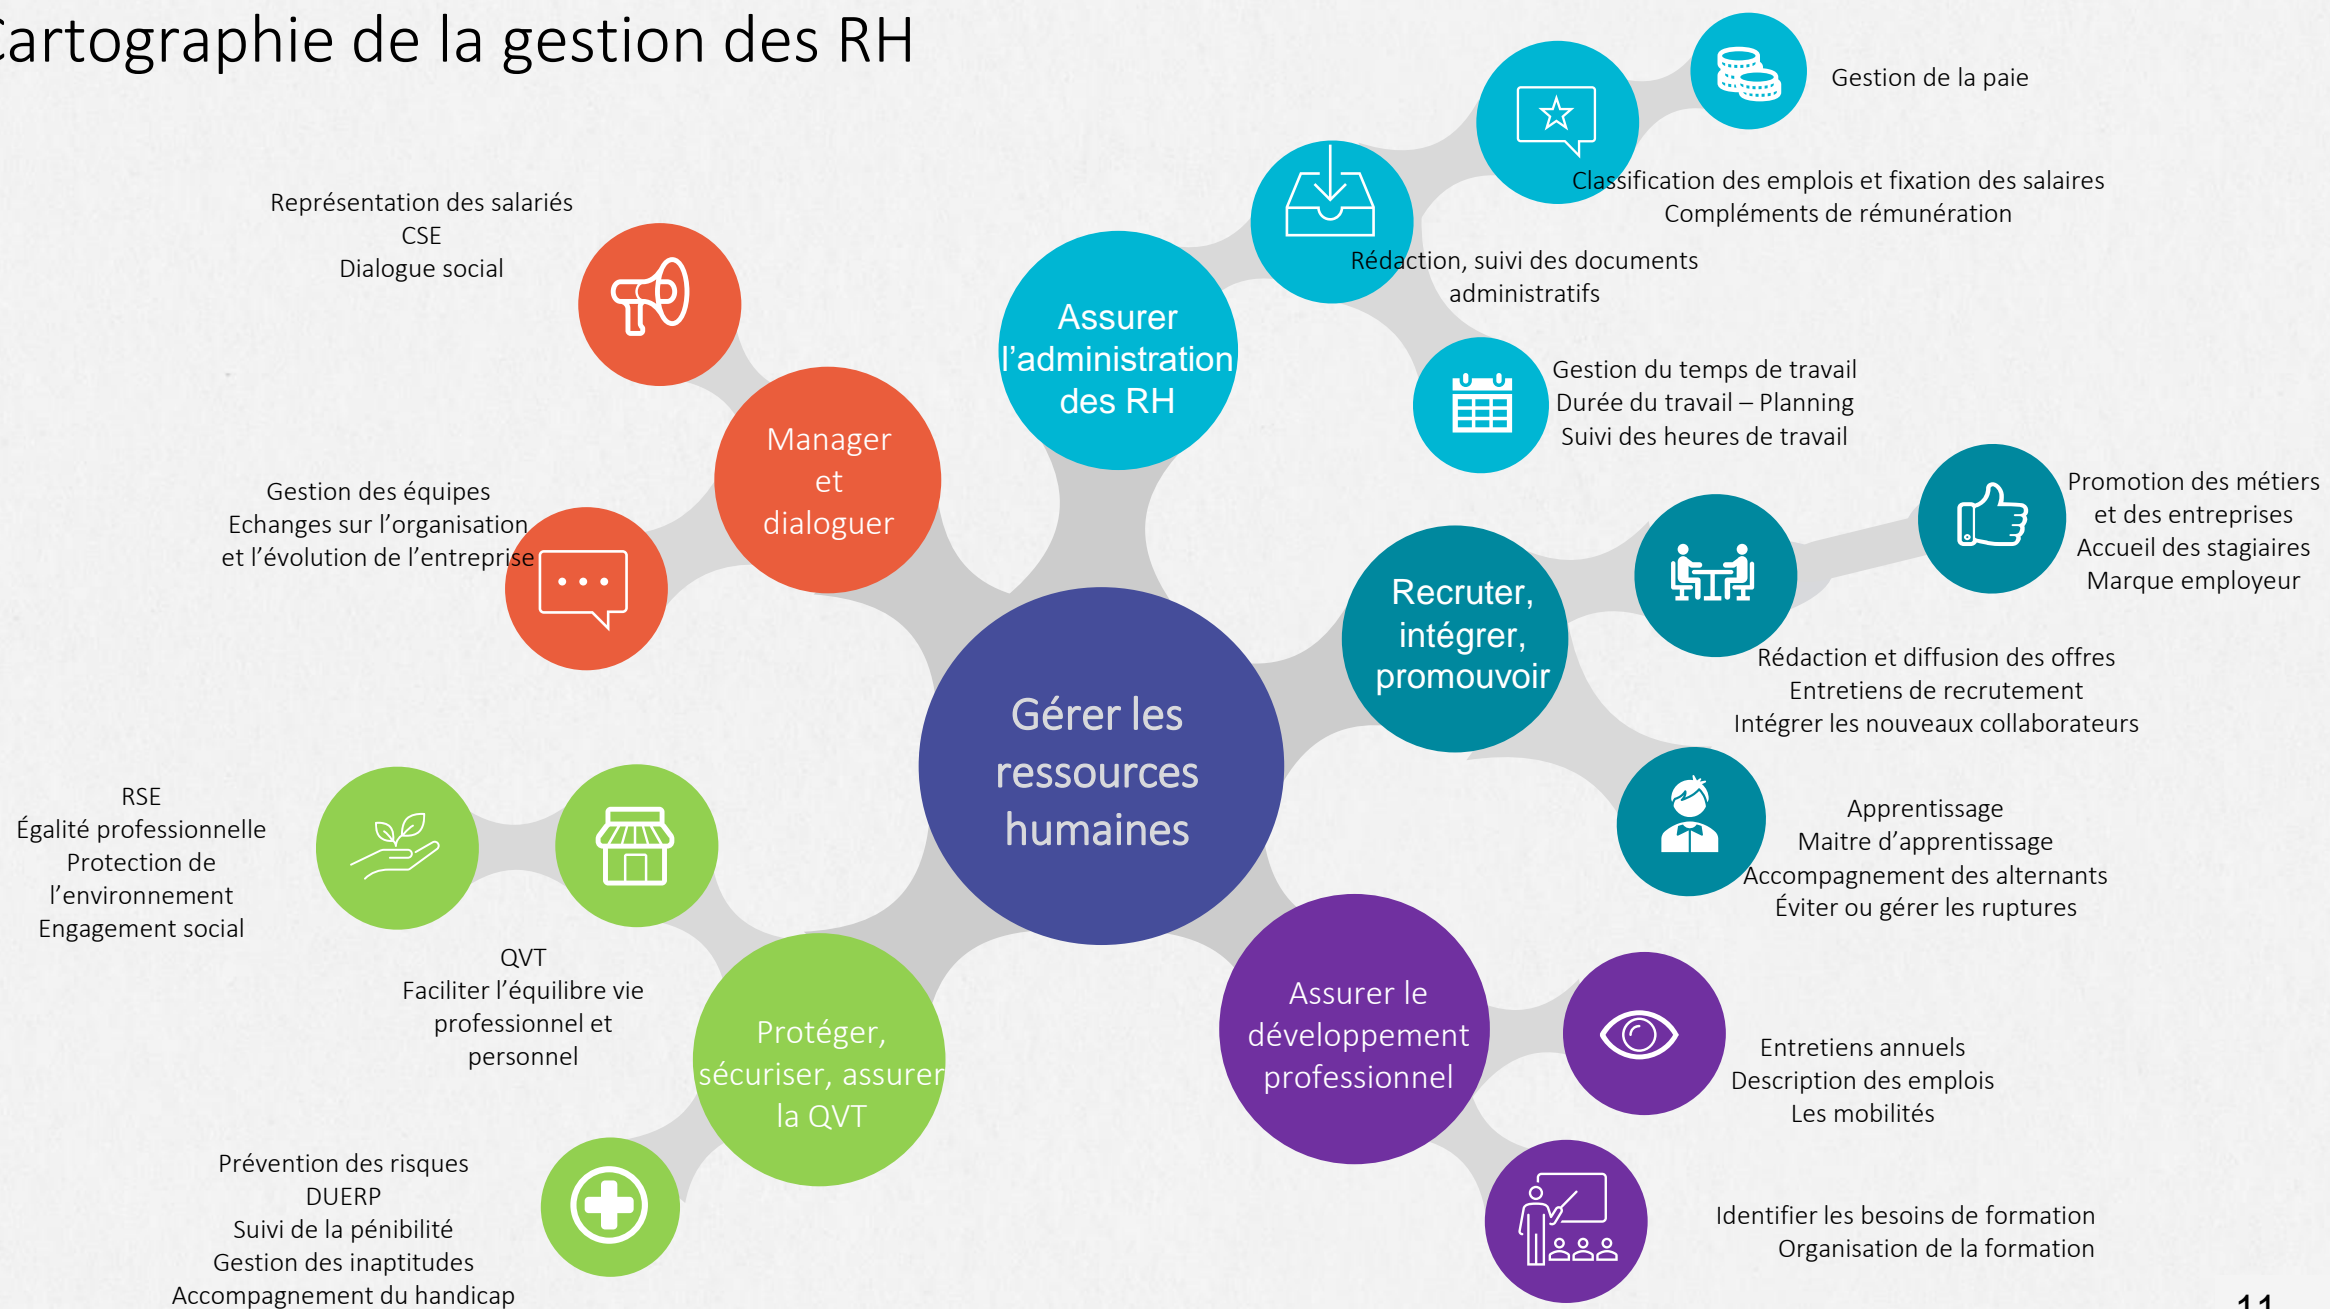 Cartographie de la gestion des RH
Gestion de la paie
Classification des emplois et fixation des salaires
Compléments de rémunération
Rédaction, suivi des documents
administratifs
Gestion du temps de travail
Durée du travail – Planning
Suivi des heures de travail
Assurer
l’administration
des RH
Représentation des salariés
CSE
Dialogue social
Manager
et
dialoguer
Gestion des équipes
Echanges sur l’organisation
et l’évolution de l’entreprise
Promotion des métiers
et des entreprises
Accueil des stagiaires
Marque employeur
Recruter,
intégrer,
promouvoir
Rédaction et diffusion des offres
Entretiens de recrutement
Intégrer les nouveaux collaborateurs
Apprentissage
Maitre d’apprentissage
Accompagnement des alternants
Éviter ou gérer les ruptures
Gérer les
ressources
humaines
RSE
Égalité professionnelle
Protection de
l’environnement
Engagement social
QVT
Faciliter l’équilibre vie
professionnel et
personnel
Protéger,
sécuriser, assurer
la QVT
Prévention des risques
DUERP
Suivi de la pénibilité
Gestion des inaptitudes
Accompagnement du handicap
Assurer le
développement
professionnel
Entretiens annuels
Description des emplois
Les mobilités
Identifier les besoins de formation
Organisation de la formation
11